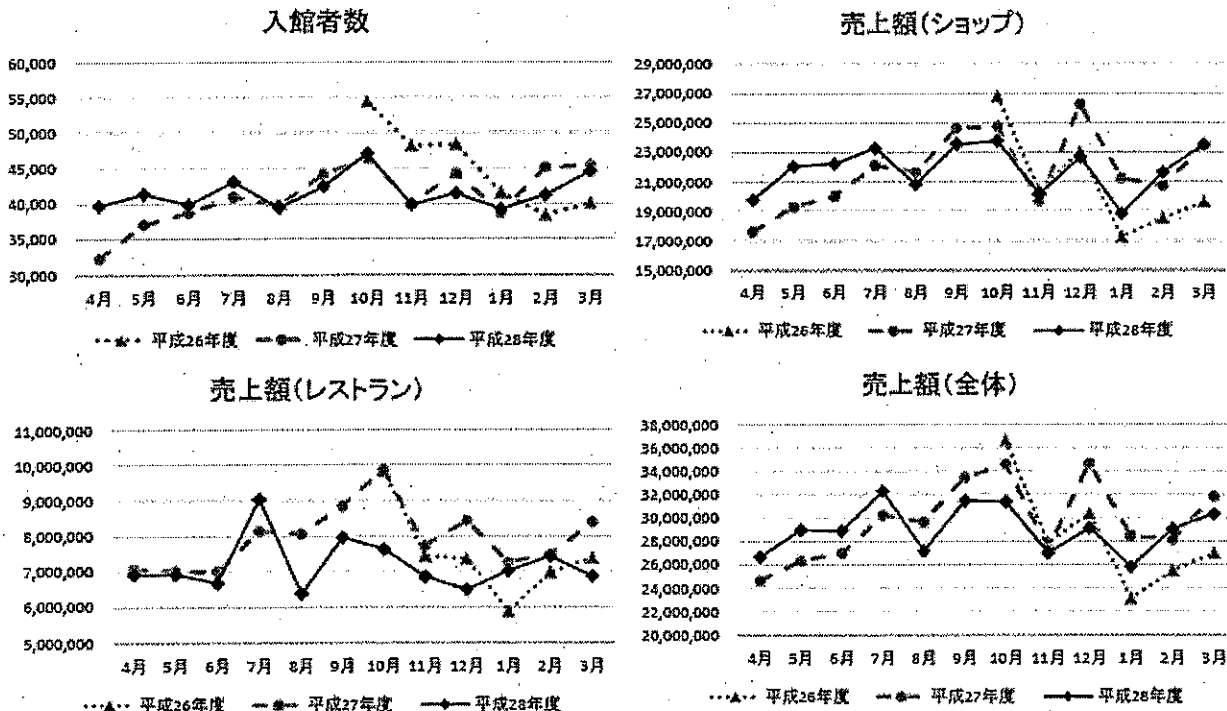 入館者数
60,000
55,000
50,000
45,000
40,000
35,000
30,000
4月 5月 6月 7月 8月 9月 10月 11月 12月 1月 2月 3月
平成26年度 平成27年度 平成28年度
売上額(ショップ)
29,000,000
27,000,000
25,000,000
23,000,000
21,000,000
19,000,000
17,000,000
15,000,000
4月 5月 6月 7月 8月 9月 10月 11月 12月 1月 2月 3月
平成26年度 平成27年度 平成28年度
売上額(レストラン)
11,000,000
10,000,000
9,000,000
8,000,000
7,000,000
6,000,000
5,000,000
4月 5月 6月 7月 8月 9月 10月 11月 12月 1月 2月 3月
平成26年度 平成27年度 平成28年度
売上額(全体)
38,000,000
36,000,000
34,000,000
32,000,000
30,000,000
28,000,000
26,000,000
24,000,000
22,000,000
20,000,000
4月 5月 6月 7月 8月 9月 10月 11月 12月 1月 2月 3月
平成26年度 平成27年度 平成28年度